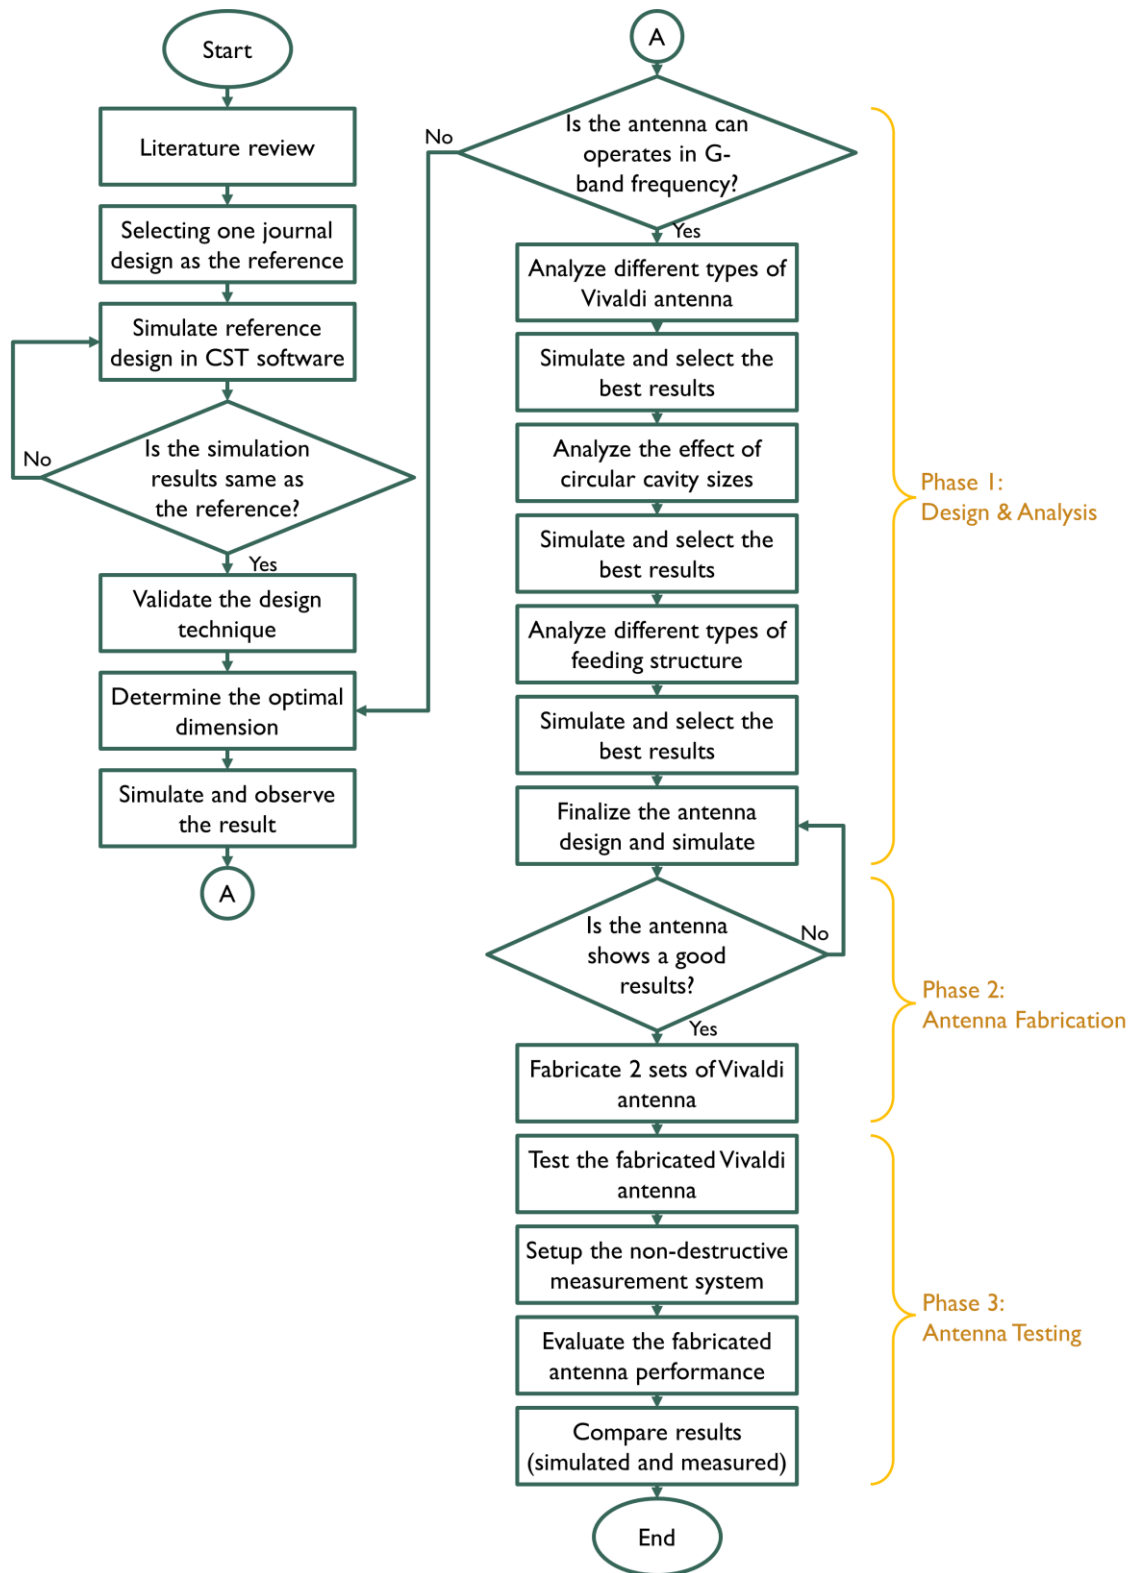 Start
Literature review
Selecting one journal
design as the reference
Simulate reference
design in CST software
No
Is the simulation
results same as
the reference?
Yes
Validate the design
technique
Determine the optimal
dimension
Simulate and observe
the result
A
A
No
Is the antenna can
operates in G-
band frequency?
Yes
Analyze different types of
Vivaldi antenna
Simulate and select the
best results
Analyze the effect of
circular cavity sizes
Simulate and select the
best results
Analyze different types of
feeding structure
Simulate and select the
best results
Finalize the antenna
design and simulate
Is the antenna
shows a good
results?
No
Yes
Fabricate 2 sets of Vivaldi
antenna
Test the fabricated Vivaldi
antenna
Setup the non-destructive
measurement system
Evaluate the fabricated
antenna performance
Compare results
(simulated and measured)
End
Phase 1:
Design & Analysis
Phase 2:
Antenna Fabrication
Phase 3:
Antenna Testing